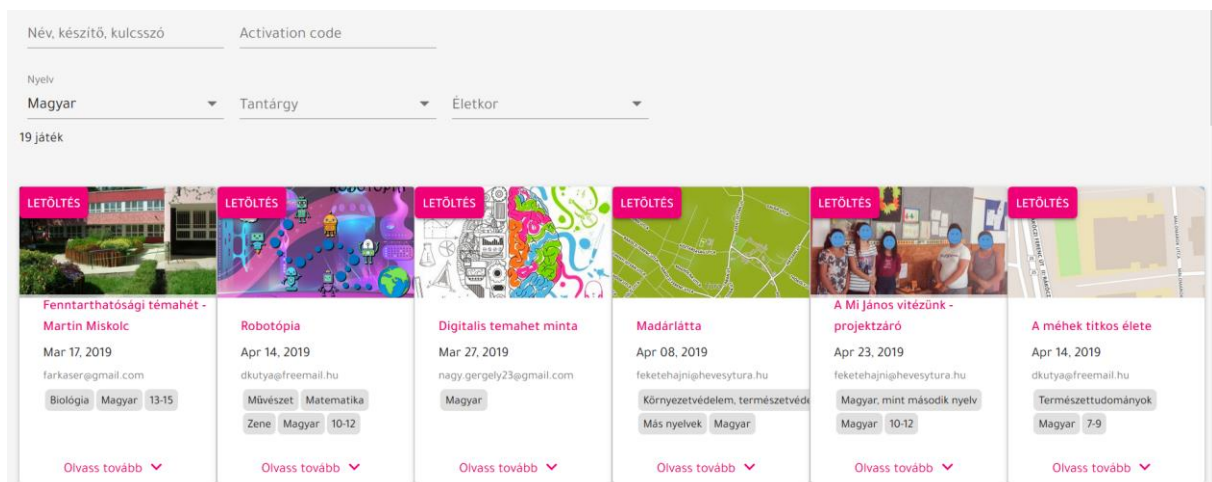 Név, készítő, kulcsszó
Activation code
Nyelv
Magyar
Tantárgy
Életkor
19 játék
LETÖLTÉS
LETÖLTÉS
LETÖLTÉS
LETÖLTÉS
LETÖLTÉS
LETÖLTÉS
Fenntarthatósági témahét -
Martin Miskolc
Mar 17, 2019
farkaser@gmail.com
Biológia Magyar 13-15
Olvass tovább
Robotópia
Apr 14, 2019
dkutya@freemail.hu
Művészet Matematika
Zene Magyar 10-12
Olvass tovább
Digitalis temahet minta
Mar 27, 2019
nagy.gergely23@gmail.com
Magyar
Olvass tovább
Madárlátta
Apr 08, 2019
feketehajni@hevesytura.hu
Környezetvédelem, természetvéde
Más nyelvek Magyar
Olvass tovább
A Mi János vitézünk -
projektzáró
Apr 23, 2019
feketehajni@hevesytura.hu
Magyar, mint második nyelv
Magyar 10-12
Olvass tovább
A méhek titkos élete
Apr 14, 2019
dkutya@freemail.hu
Természettudományok
Magyar 7-9
Olvass tovább